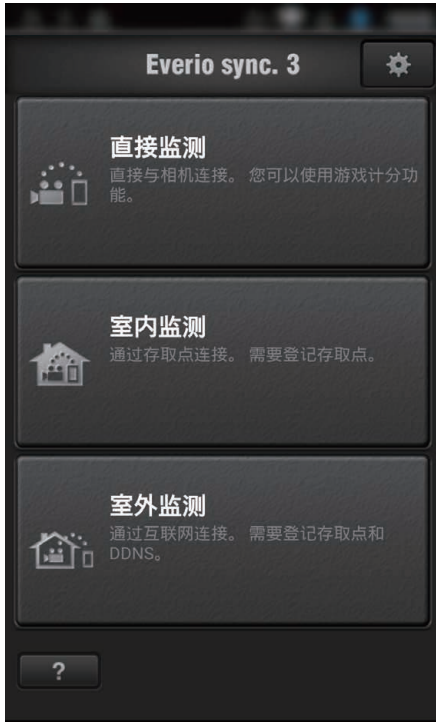 Everio sync. 3
直接监测
直接与相机连接。 您可以使用游戏计分功
能。
室内监测
通过存取点连接。 需要登记存取点。
室外监测
通过互联网连接。 需要登记存取点和
DDNS。
?